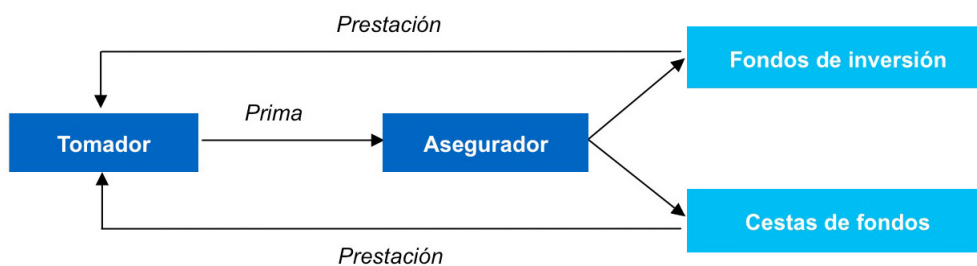 Prestación
Fondos de inversión
Prima
Tomador
Asegurador
Cestas de fondos
Prestación